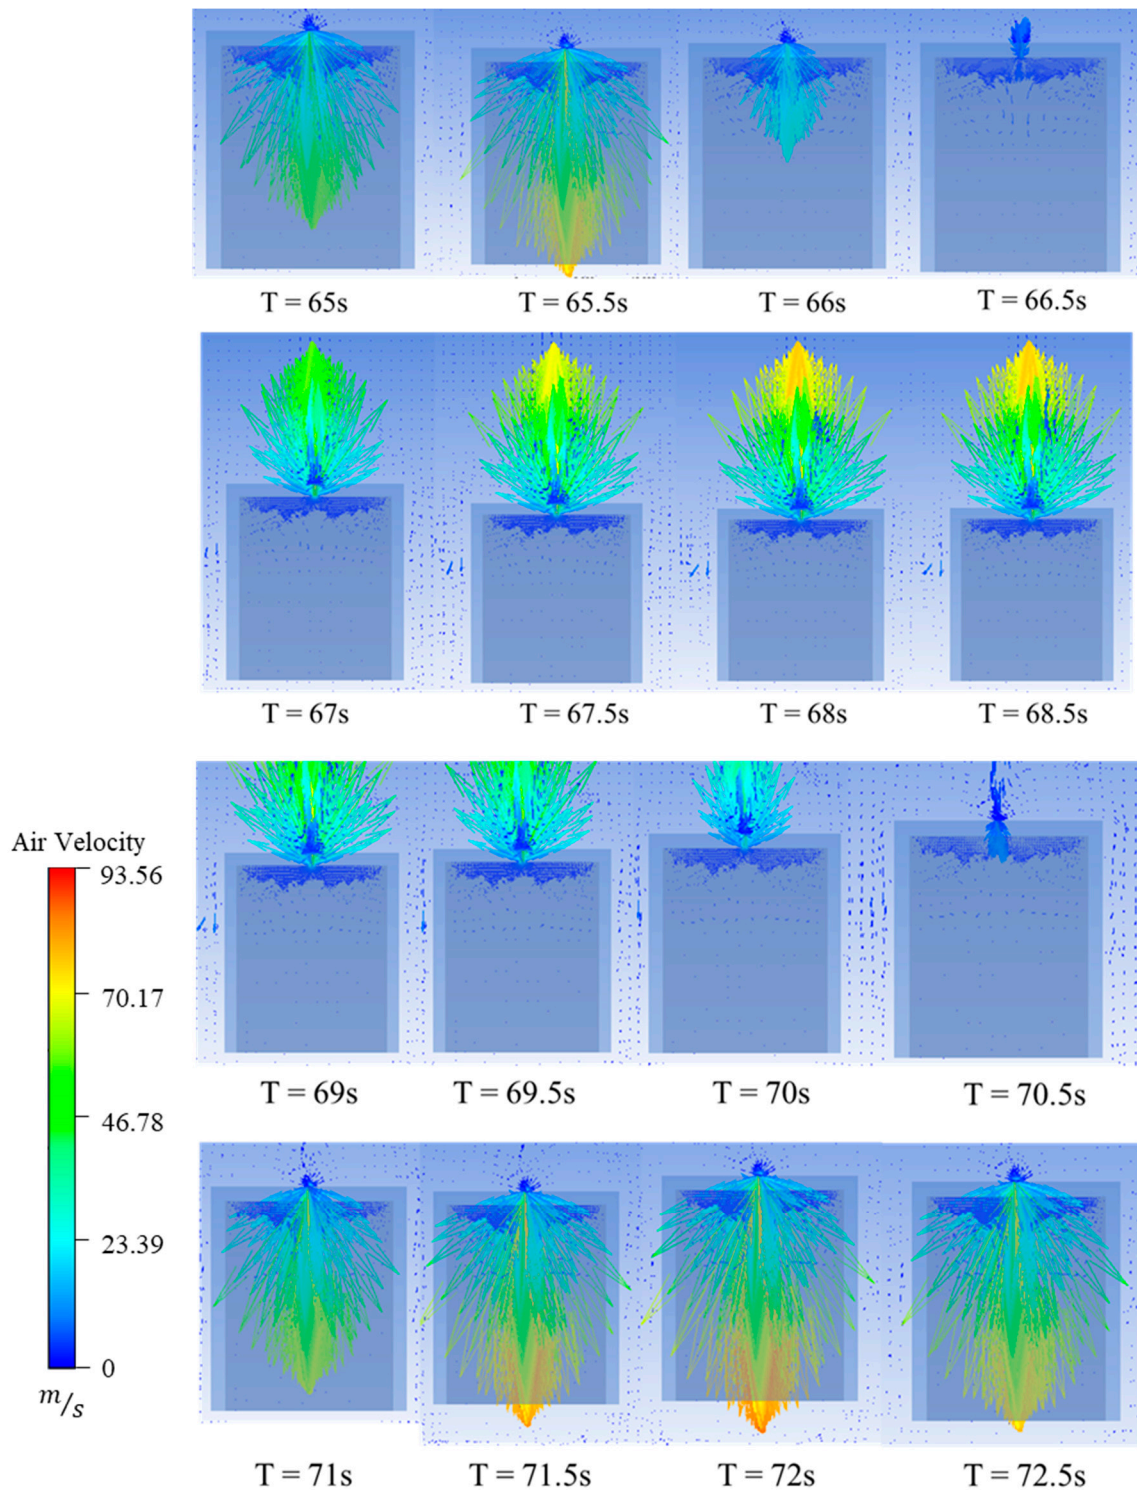 T = 65s
T = 65.5s
T = 66s
T = 66.5s
T = 67s
T = 67.5s
T = 68s
T = 68.5s
Air Velocity
93.56
70.17
46.78
23.39
0
m/s
T = 69s
T = 69.5s
T = 70s
T = 70.5s
T = 71s
T = 71.5s
T = 72s
T = 72.5s